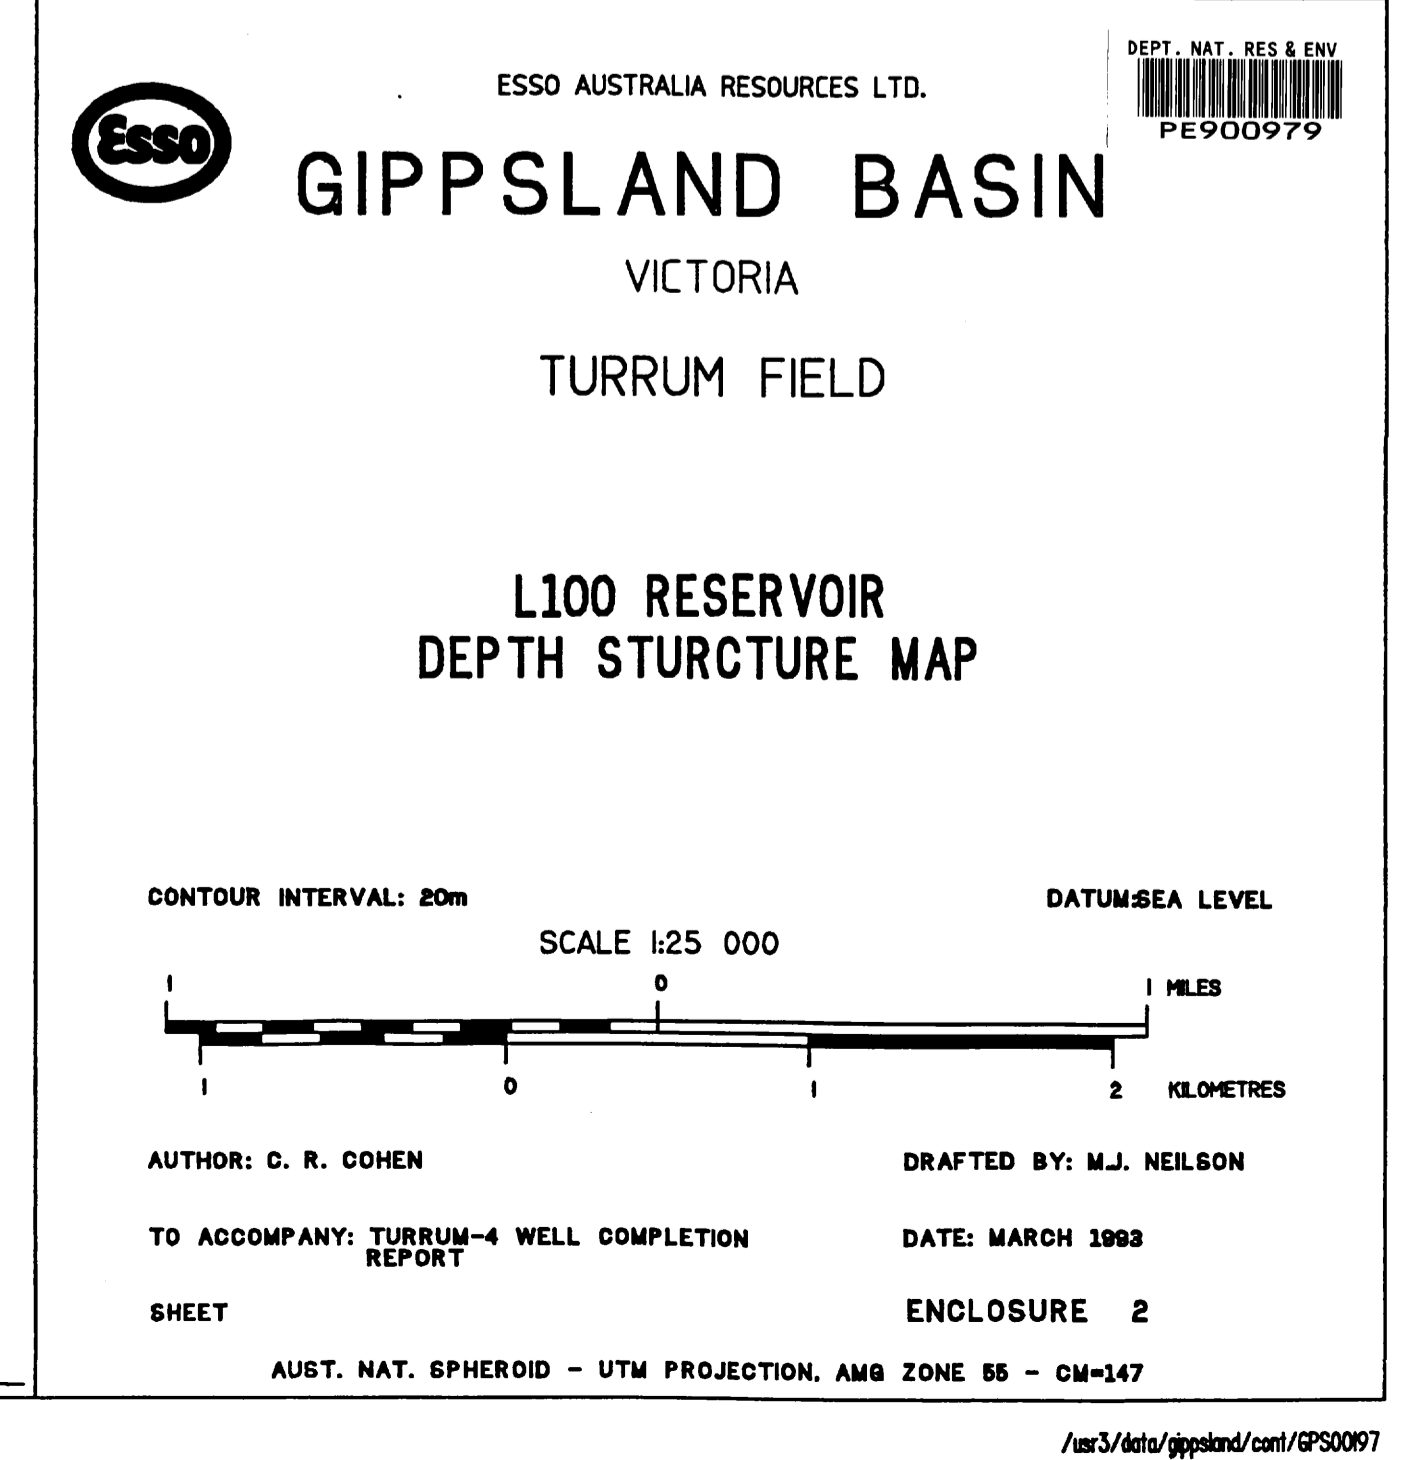 DEPT. NAT. RES & ENV
PE900979
Esso
ESSO AUSTRALIA RESOURCES LTD.
GIPPSLAND BASIN
VICTORIA
TURRUM FIELD
L100 RESERVOIR
DEPTH STURCTURE MAP
CONTOUR INTERVAL: 20m
DATUM:SEA LEVEL
SCALE 1:25 000
1 0 1 MILES
1 0 1 2 KILOMETRES
AUTHOR: C. R. COHEN
DRAFTED BY: M.J. NEILSON
TO ACCOMPANY: TURRUM-4 WELL COMPLETION
REPORT
DATE: MARCH 1993
SHEET
ENCLOSURE 2
AUST. NAT. SPHEROID - UTM PROJECTION. AMG ZONE 55 - CM=147
/usr3/data/gippsland/cont/GPS00197